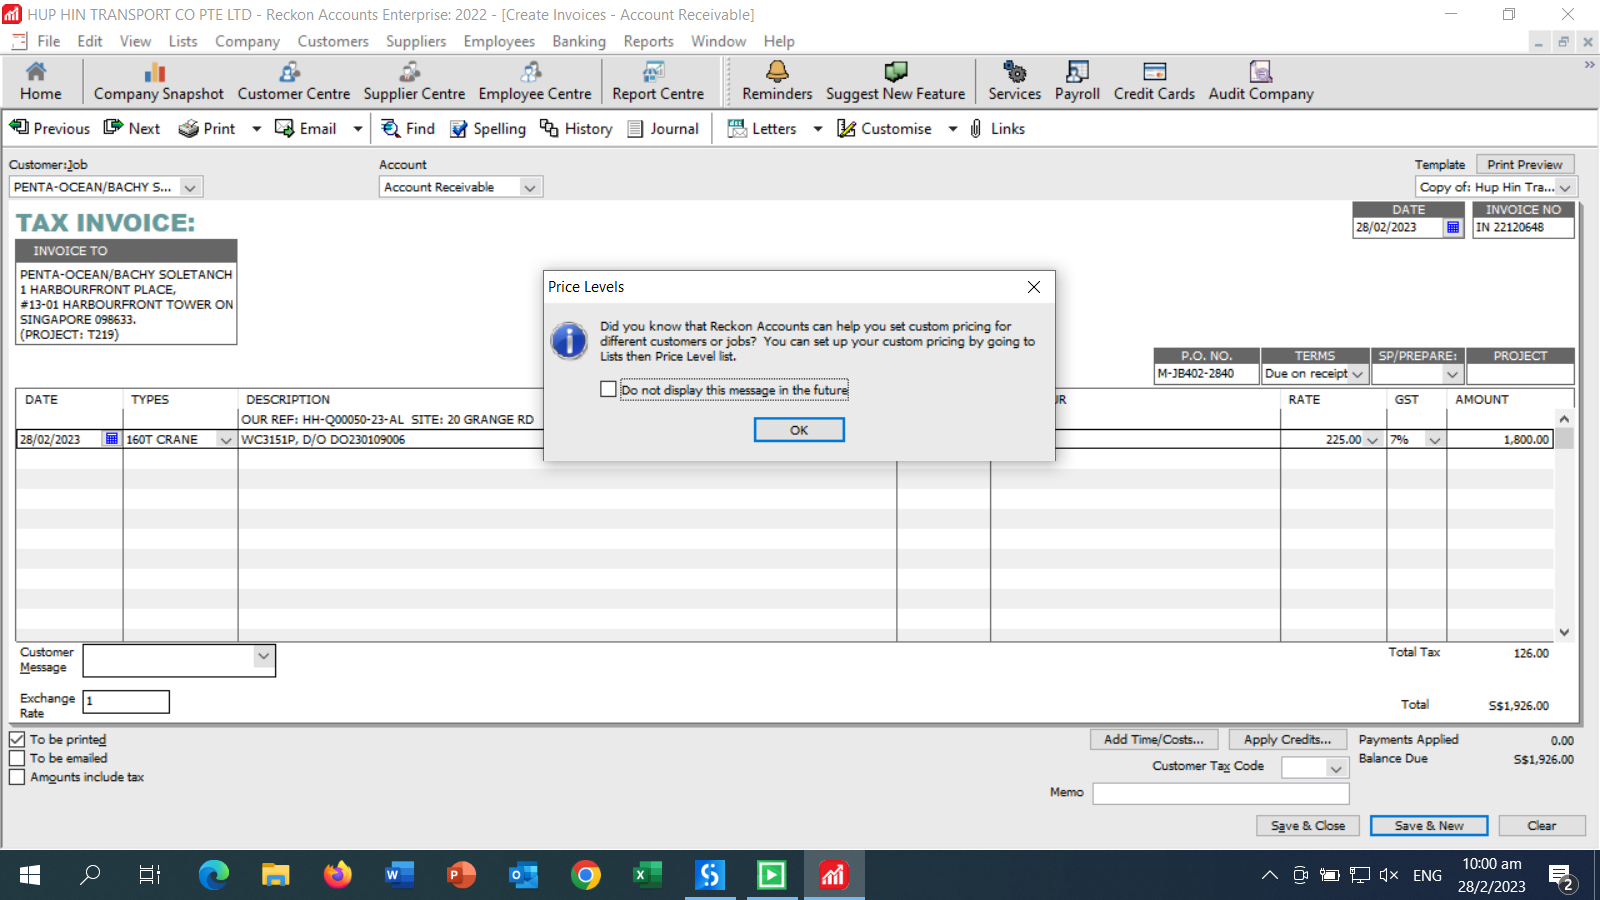 HUP HIN TRANSPORT CO PTE LTD - Reckon Accounts Enterprise: 2022 - [Create Invoices - Account Receivable]
File Edit View Lists Company Customers Suppliers Employees Banking Reports Window Help
Home Company Snapshot Customer Centre Supplier Centre Employee Centre Report Centre Reminders Suggest New Feature Services Payroll Credit Cards Audit Company
Previous Next Print Email Find Spelling History Journal Letters Customise Links
Customer:Job Account Template Print Preview
PENTA-OCEAN/BACHY S... Account Receivable Copy of: Hup Hin Tra...
TAX INVOICE:
DATE INVOICE NO
28/02/2023 IN 22120648
INVOICE TO
PENTA-OCEAN/BACHY SOLETANCH
1 HARBOURFRONT PLACE,
#13-01 HARBOURFRONT TOWER ON
SINGAPORE 098633.
(PROJECT: T219)
Price Levels
Did you know that Reckon Accounts can help you set custom pricing for
different customers or jobs? You can set up your custom pricing by going to
Lists then Price Level list.
Do not display this message in the future
OK
P.O. NO. TERMS SP/PREPARE: PROJECT
M-JB402-2840 Due on receipt
DATE TYPES DESCRIPTION UR RATE GST AMOUNT
OUR REF: HH-Q00050-23-AL SITE: 20 GRANGE RD
28/02/2023 160T CRANE WC3151P, D/O DO230109006 225.00 7% 1,800.00
Customer
Message
Total Tax 126.00
Exchange
Rate
1
Total S$1,926.00
To be printed
To be emailed
Amounts include tax
Add Time/Costs... Apply Credits... Payments Applied 0.00
Customer Tax Code Balance Due S$1,926.00
Memo
Save & Close Save & New Clear
ENG 10:00 am
28/2/2023
2